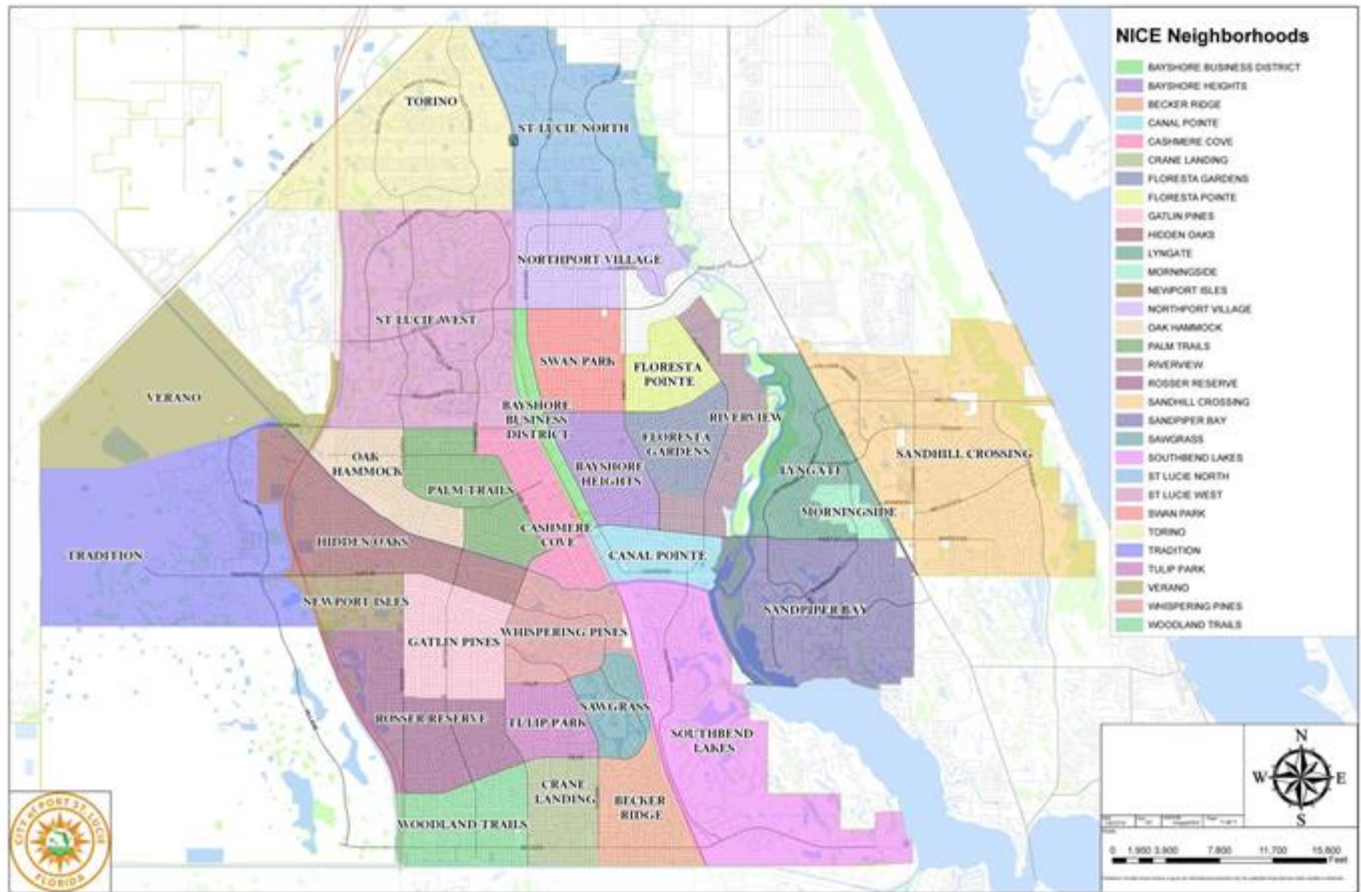 NICE Neighborhoods
BAYSHORE BUSINESS DISTRICT
BAYSHORE HEIGHTS
BECKER RIDGE
CANAL POINTE
CASHMERE COVE
CRANE LANDING
FLORESTA GARDENS
FLORESTA POINTE
GATLIN PINES
HIDDEN OAKS
LYNGATE
MORNINGSIDE
NEWPORT ISLES
NORTHPORT VILLAGE
OAK HAMMOCK
PALM TRAILS
RIVERVIEW
ROSSER RESERVE
SANDHILL CROSSING
SANDPIPER BAY
SAWGRASS
SOUTHBEND LAKES
ST LUCIE NORTH
ST LUCIE WEST
SWAN PARK
TORINO
TRADITION
TULIP PARK
VERANO
WHISPERING PINES
WOODLAND TRAILS
TORINO
ST LUCIE NORTH
NORTHPORT VILLAGE
ST LUCIE WEST
SWAN PARK
FLORESTA
POINTE
VERANO
BAYSHORE
BUSINESS
DISTRICT
RIVERVIEW
FLORESTA
GARDENS
OAK
HAMMOCK
BAYSHORE
HEIGHTS
LYNGATE
SANDHILL CROSSING
PALM TRAILS
MORNINGSIDE
CASHMERE
COVE
HIDDEN OAKS
TRADITION
CANAL POINTE
NEWPORT ISLES
SANDPIPER BAY
WHISPERING PINES
GATLIN PINES
SAWGRASS
ROSSER RESERVE
TULIP PARK
SOUTHBEND
LAKES
CRANE
LANDING
BECKER
RIDGE
WOODLAND TRAILS
CITY of PORT ST. LUCIE
FLORIDA
N
W E
S
0 1,950 3,900 7,800 11,700 15,600
Feet